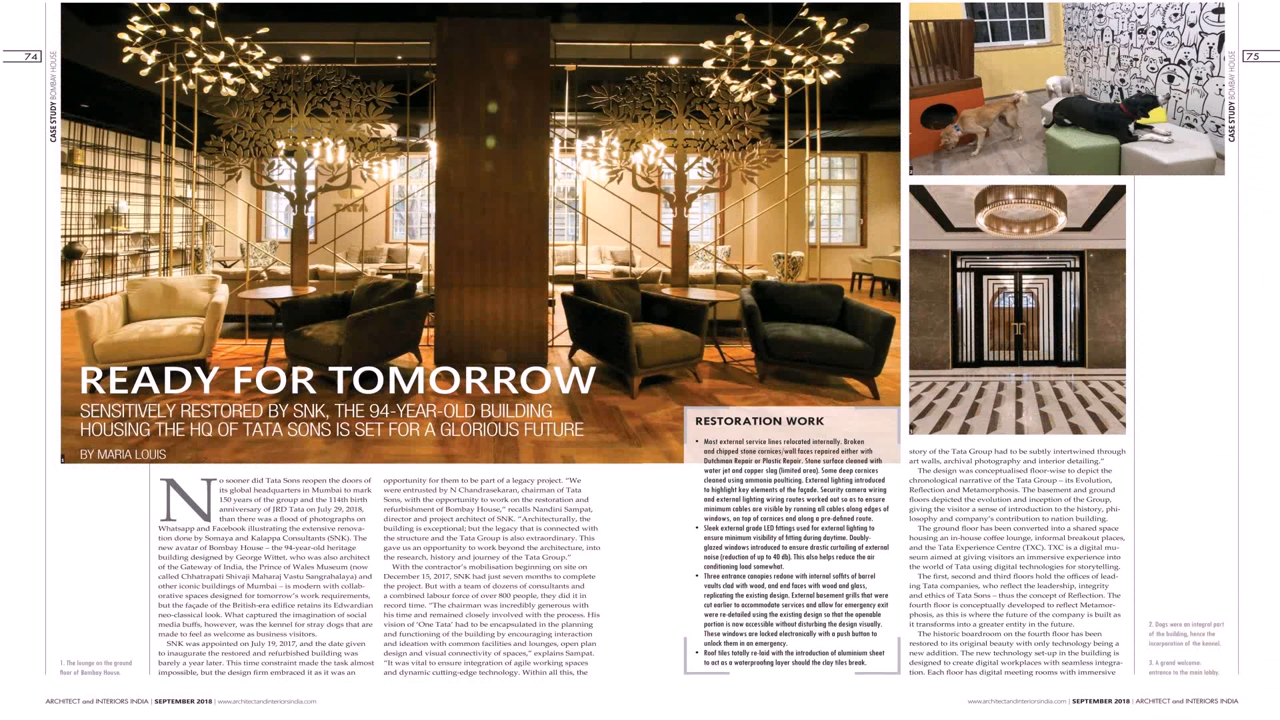 74
CASE STUDY BOMBAY HOUSE
TATA
READY FOR TOMORROW
SENSITIVELY RESTORED BY SNK, THE 94-YEAR-OLD BUILDING
HOUSING THE HQ OF TATA SONS IS SET FOR A GLORIOUS FUTURE
BY MARIA LOUIS
1
1. The lounge on the ground
floor of Bombay House.
No sooner did Tata Sons reopen the doors of
its global headquarters in Mumbai to mark
150 years of the group and the 114th birth
anniversary of JRD Tata on July 29, 2018,
than there was a flood of photographs on
Whatsapp and Facebook illustrating the extensive renova-
tion done by Somaya and Kalappa Consultants (SNK). The
new avatar of Bombay House – the 94-year-old heritage
building designed by George Wittet, who was also architect
of the Gateway of India, the Prince of Wales Museum (now
called Chhatrapati Shivaji Maharaj Vastu Sangrahalaya) and
other iconic buildings of Mumbai – is modern with collab-
orative spaces designed for tomorrow's work requirements,
but the façade of the British-era edifice retains its Edwardian
neo-classical look. What captured the imagination of social
media buffs, however, was the kennel for stray dogs that are
made to feel as welcome as business visitors.
SNK was appointed on July 19, 2017, and the date given
to inaugurate the restored and refurbished building was
barely a year later. This time constraint made the task almost
impossible, but the design firm embraced it as it was an
opportunity for them to be part of a legacy project. "We
were entrusted by N Chandrasekaran, chairman of Tata
Sons, with the opportunity to work on the restoration and
refurbishment of Bombay House," recalls Nandini Sampat,
director and project architect of SNK. "Architecturally, the
building is exceptional; but the legacy that is connected with
the structure and the Tata Group is also extraordinary. This
gave us an opportunity to work beyond the architecture, into
the research, history and journey of the Tata Group."
With the contractor's mobilisation beginning on site on
December 15, 2017, SNK had just seven months to complete
the project. But with a team of dozens of consultants and
a combined labour force of over 800 people, they did it in
record time. "The chairman was incredibly generous with
his time and remained closely involved with the process. His
vision of 'One Tata' had to be encapsulated in the planning
and functioning of the building by encouraging interaction
and ideation with common facilities and lounges, open plan
design and visual connectivity of spaces," explains Sampat.
"It was vital to ensure integration of agile working spaces
and dynamic cutting-edge technology. Within all this, the
RESTORATION WORK
• Most external service lines relocated internally. Broken
and chipped stone cornices/wall faces repaired either with
Dutchman Repair or Plastic Repair. Stone surface cleaned with
water jet and copper slag (limited area). Some deep cornices
cleaned using ammonia poulticing. External lighting introduced
to highlight key elements of the façade. Security camera wiring
and external lighting wiring routes worked out so as to ensure
minimum cables are visible by running all cables along edges of
windows, on top of cornices and along a pre-defined route.
• Sleek external grade LED fittings used for external lighting to
ensure minimum visibility of fitting during daytime. Doubly-
glazed windows introduced to ensure drastic curtailing of external
noise (reduction of up to 40 db). This also helps reduce the air
conditioning load somewhat.
• Three entrance canopies redone with internal soffits of barrel
vaults clad with wood, and end faces with wood and glass,
replicating the existing design. External basement grills that were
cut earlier to accommodate services and allow for emergency exit
were re-detailed using the existing design so that the openable
portion is now accessible without disturbing the design visually.
These windows are locked electronically with a push button to
unlock them in an emergency.
• Roof tiles totally re-laid with the introduction of aluminium sheet
to act as a waterproofing layer should the clay tiles break.
story of the Tata Group had to be subtly intertwined through
art walls, archival photography and interior detailing."
The design was conceptualised floor-wise to depict the
chronological narrative of the Tata Group – its Evolution,
Reflection and Metamorphosis. The basement and ground
floors depicted the evolution and inception of the Group,
giving the visitor a sense of introduction to the history, phi-
losophy and company's contribution to nation building.
The ground floor has been converted into a shared space
housing an in-house coffee lounge, informal breakout places,
and the Tata Experience Centre (TXC). TXC is a digital mu-
seum aimed at giving visitors an immersive experience into
the world of Tata using digital technologies for storytelling.
The first, second and third floors hold the offices of lead-
ing Tata companies, who reflect the leadership, integrity
and ethics of Tata Sons – thus the concept of Reflection. The
fourth floor is conceptually developed to reflect Metamor-
phosis, as this is where the future of the company is built as
it transforms into a greater entity in the future.
The historic boardroom on the fourth floor has been
restored to its original beauty with only technology being a
new addition. The new technology set-up in the building is
designed to create digital workplaces with seamless integra-
tion. Each floor has digital meeting rooms with immersive
2. Dogs were an integral part
of the building, hence the
incorporation of the kennel.
3. A grand welcome:
entrance to the main lobby.
75
CASE STUDY BOMBAY HOUSE
ARCHITECT and INTERIORS INDIA | SEPTEMBER 2018 | www.architectandinteriorsindia.com
www.architectandinteriorsindia.com | SEPTEMBER 2018 | ARCHITECT and INTERIORS INDIA